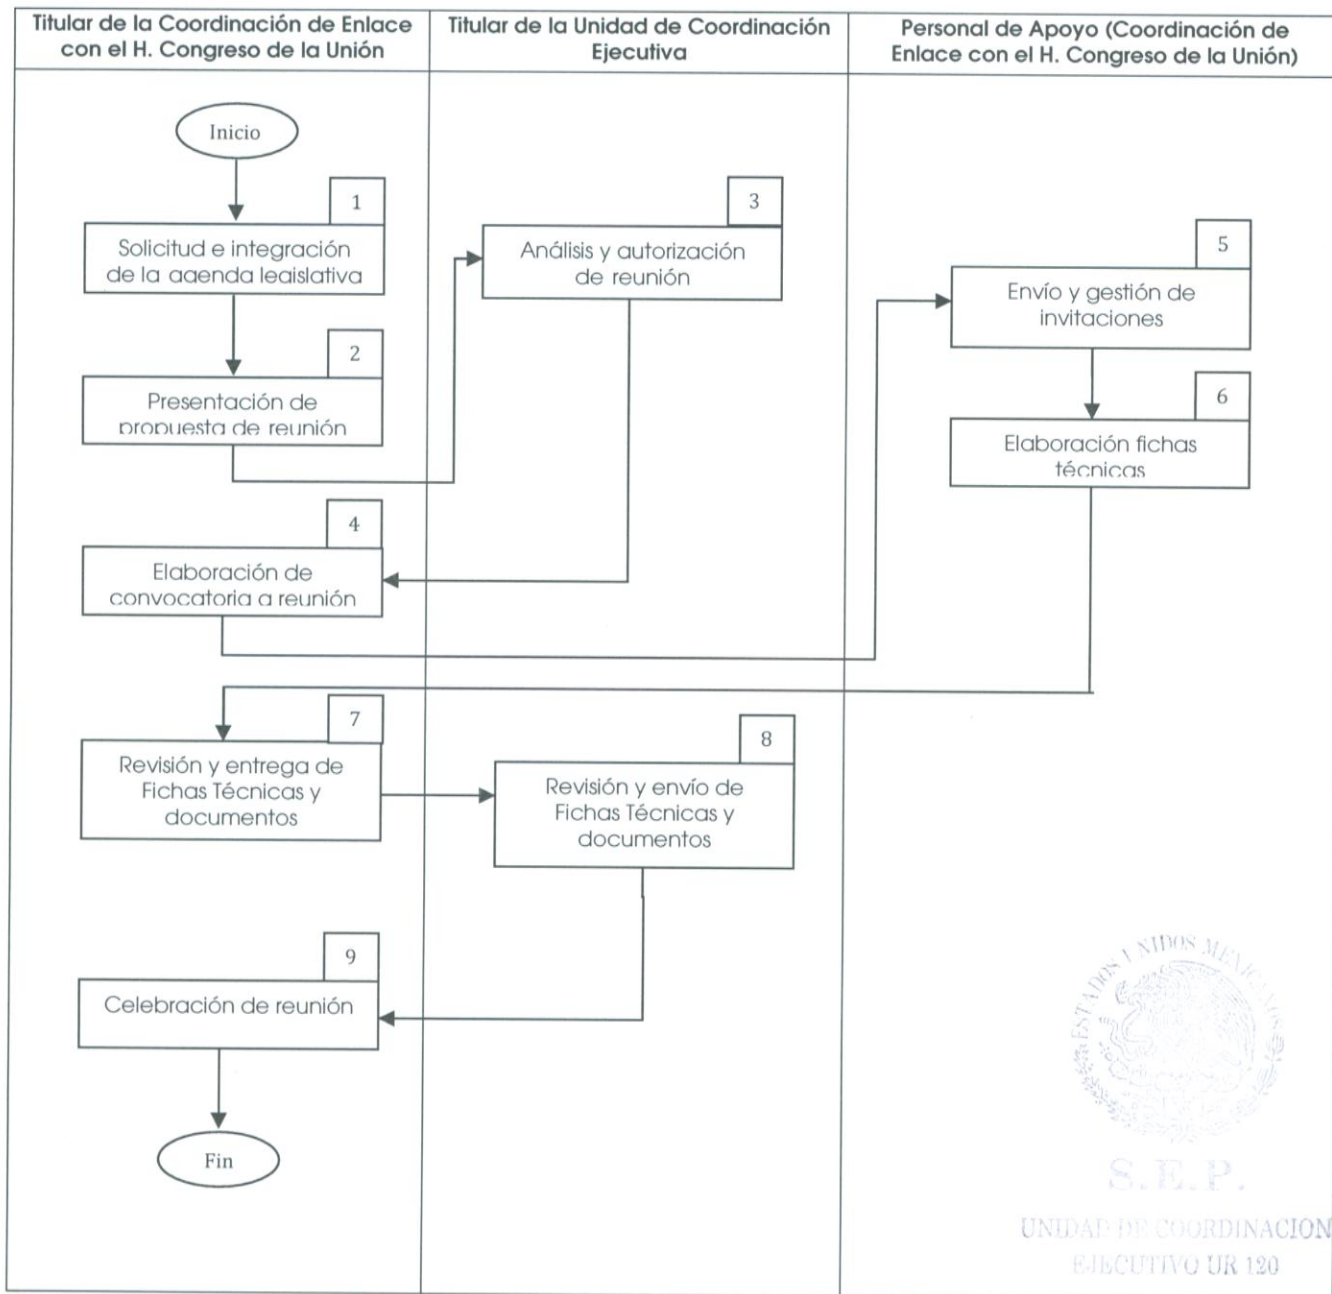 Titular de la Coordinación de Enlace
con el H. Congreso de la Unión
Titular de la Unidad de Coordinación
Ejecutiva
Personal de Apoyo (Coordinación de
Enlace con el H. Congreso de la Unión)
Inicio
1
Solicitud e integración
de la agenda legislativa
2
Presentación de
propuesta de reunión
3
Análisis y autorización
de reunión
4
Elaboración de
convocatoria a reunión
5
Envío y gestión de
invitaciones
6
Elaboración fichas
técnicas
7
Revisión y entrega de
Fichas Técnicas y
documentos
8
Revisión y envío de
Fichas Técnicas y
documentos
9
Celebración de reunión
Fin
ESTADOS UNIDOS MEXICANOS
S.E.P.
UNIDAD DE COORDINACION
EJECUTIVO UR 120